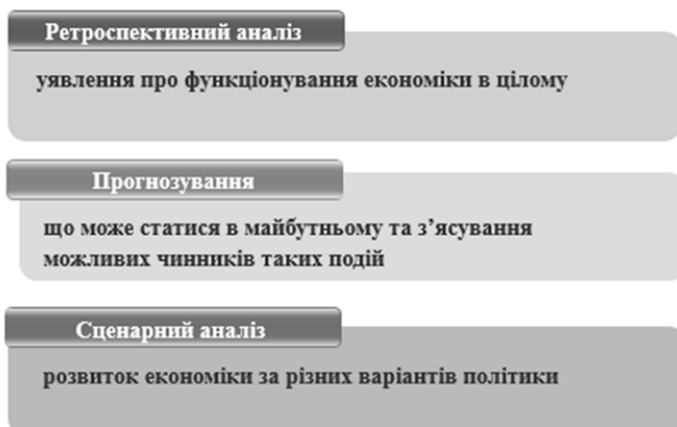 Ретроспективний аналіз
уявлення про функціонування економіки в цілому
Прогнозування
що може статися в майбутньому та з’ясування
можливих чинників таких подій
Сценарний аналіз
розвиток економіки за різних варіантів політики